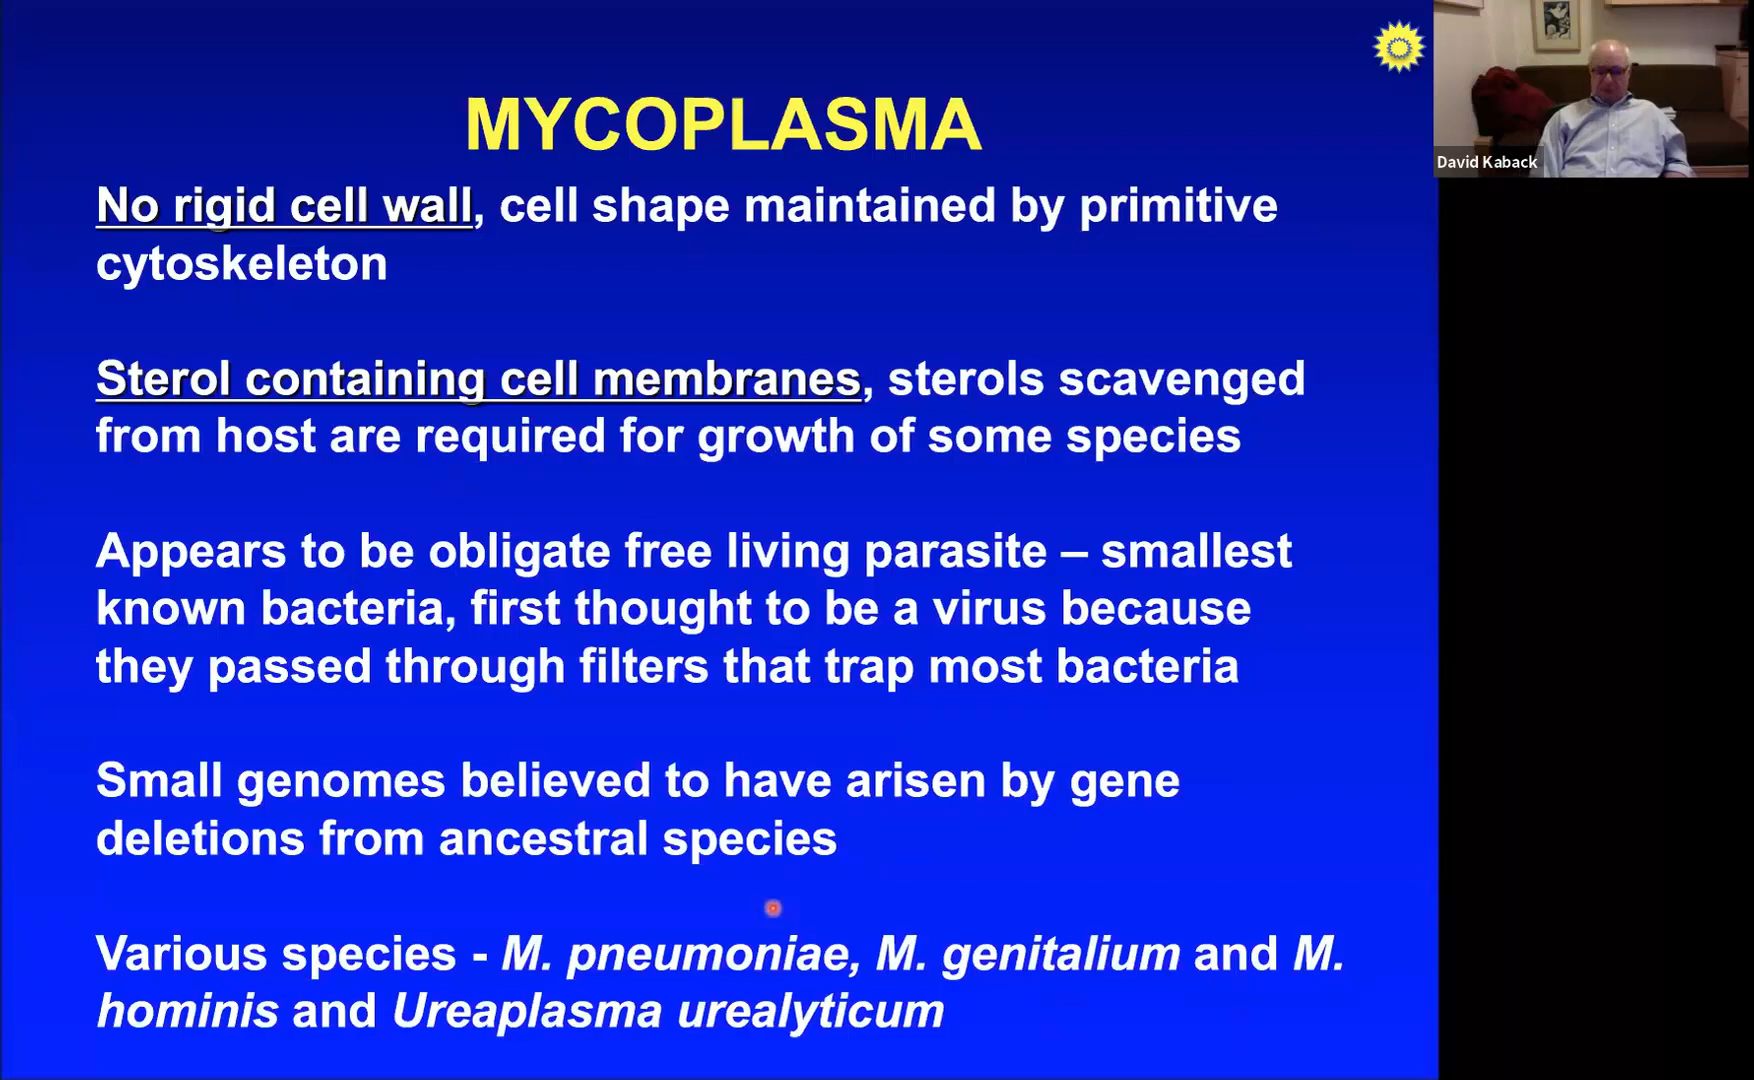 MYCOPLASMA
No rigid cell wall, cell shape maintained by primitive
cytoskeleton
Sterol containing cell membranes, sterols scavenged
from host are required for growth of some species
Appears to be obligate free living parasite – smallest
known bacteria, first thought to be a virus because
they passed through filters that trap most bacteria
Small genomes believed to have arisen by gene
deletions from ancestral species
Various species - M. pneumoniae, M. genitalium and M.
hominis and Ureaplasma urealyticum
David Kaback